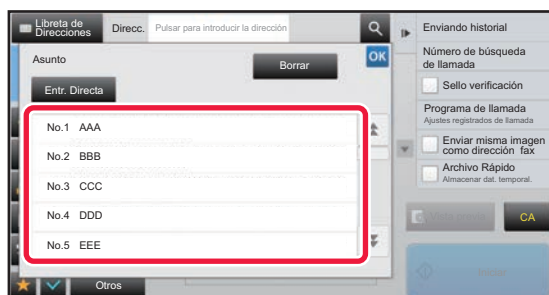 Libreta de
Direcciones
Direcc.
Pulsar para introducir la dirección
Asunto
Borrar
OK
Entr. Directa
No.1 AAA
No.2 BBB
No.3 CCC
No.4 DDD
No.5 EEE
Otros
Enviando historial
Número de búsqueda
de llamada
Sello verificación
Programa de llamada
Ajustes registrados de llamada
Enviar misma imagen
como dirección fax
Archivo Rápido
Almacenar dat. temporal.
CA